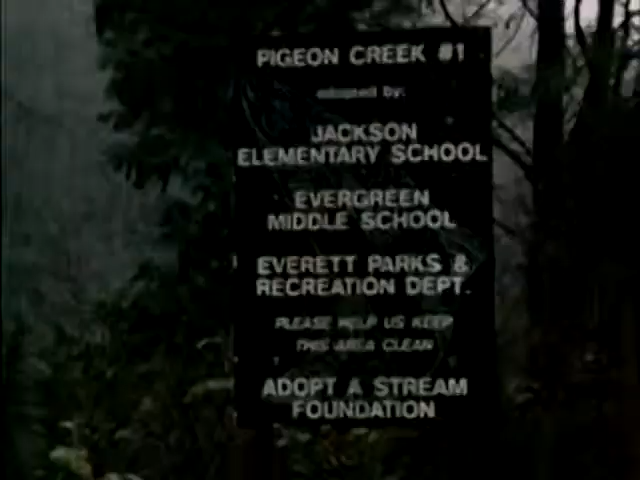 PIGEON CREEK #1
adopted by:
JACKSON
ELEMENTARY SCHOOL
EVERGREEN
MIDDLE SCHOOL
EVERETT PARKS &
RECREATION DEPT.
PLEASE HELP US KEEP
THIS AREA CLEAN
ADOPT A STREAM
FOUNDATION